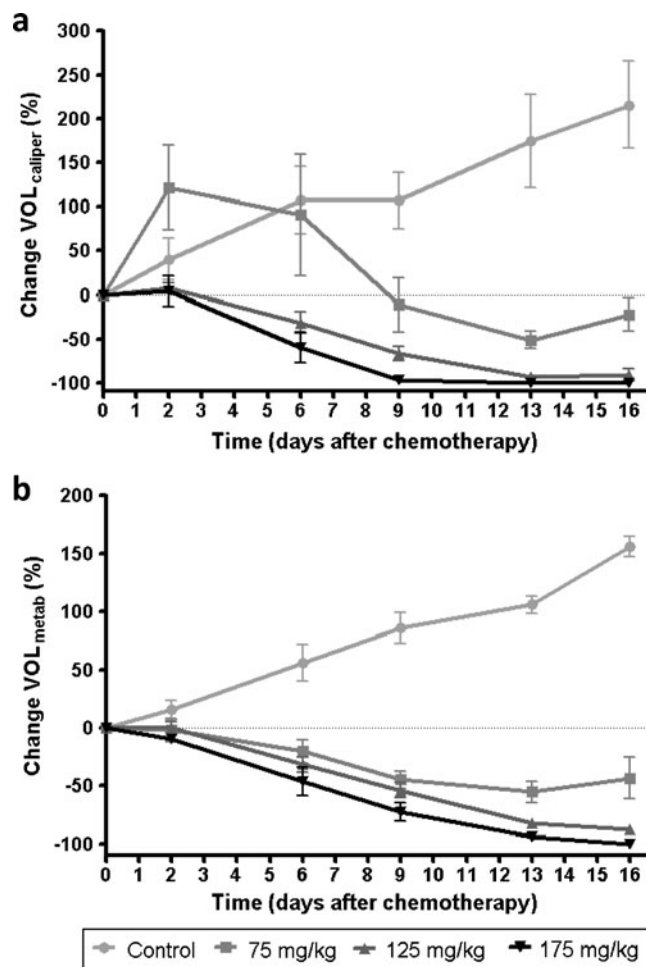 a
300
250
200
150
100
50
0
-50
-100
Change VOLcaliper (%)
0 1 2 3 4 5 6 7 8 9 10 11 12 13 14 15 16
Time (days after chemotherapy)
b
200
150
100
50
0
-50
-100
Change VOLmetab (%)
0 1 2 3 4 5 6 7 8 9 10 11 12 13 14 15 16
Time (days after chemotherapy)
Control 75 mg/kg 125 mg/kg 175 mg/kg